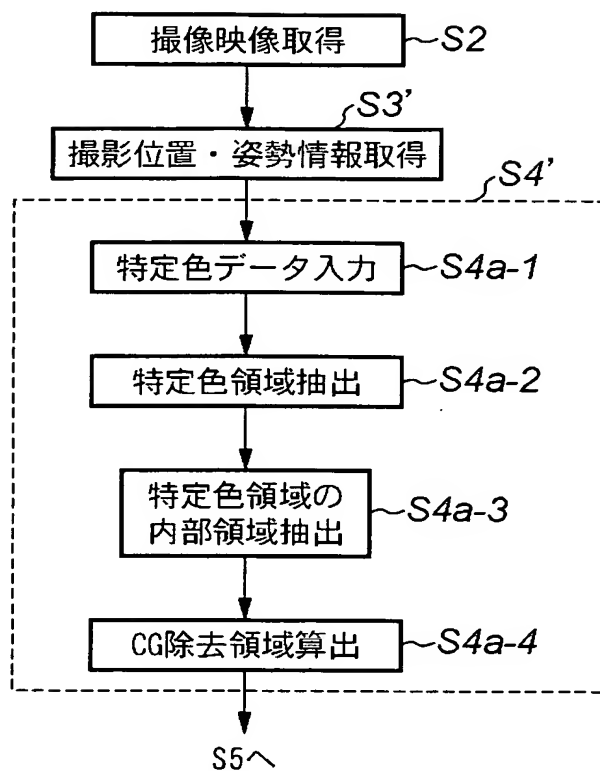 撮像映像取得 S2
S3'
撮影位置・姿勢情報取得
S4'
特定色データ入力 S4a-1
特定色領域抽出 S4a-2
特定色領域の
内部領域抽出 S4a-3
CG除去領域算出 S4a-4
S5へ